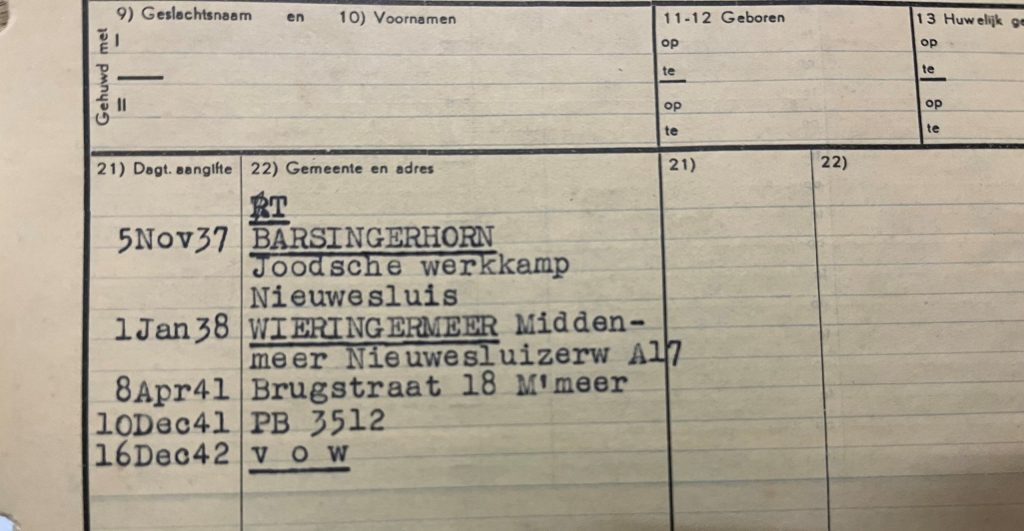 9) Geslachtsnaam en 10) Voornamen
11-12 Geboren
13 Huwelijk ge
Gehuwd met
I
op
op
te
te
II
op
op
te
te
21) Dagt. aangifte
22) Gemeente en adres
21)
22)
RT
5Nov37 BARSINGERHORN
Joodsche werkkamp
Nieuwesluis
1Jan38 WIERINGERMEER Midden-
meer Nieuwesluizerw A17
8Apr41 Brugstraat 18 M'meer
10Dec41 PB 3512
16Dec42 v o w